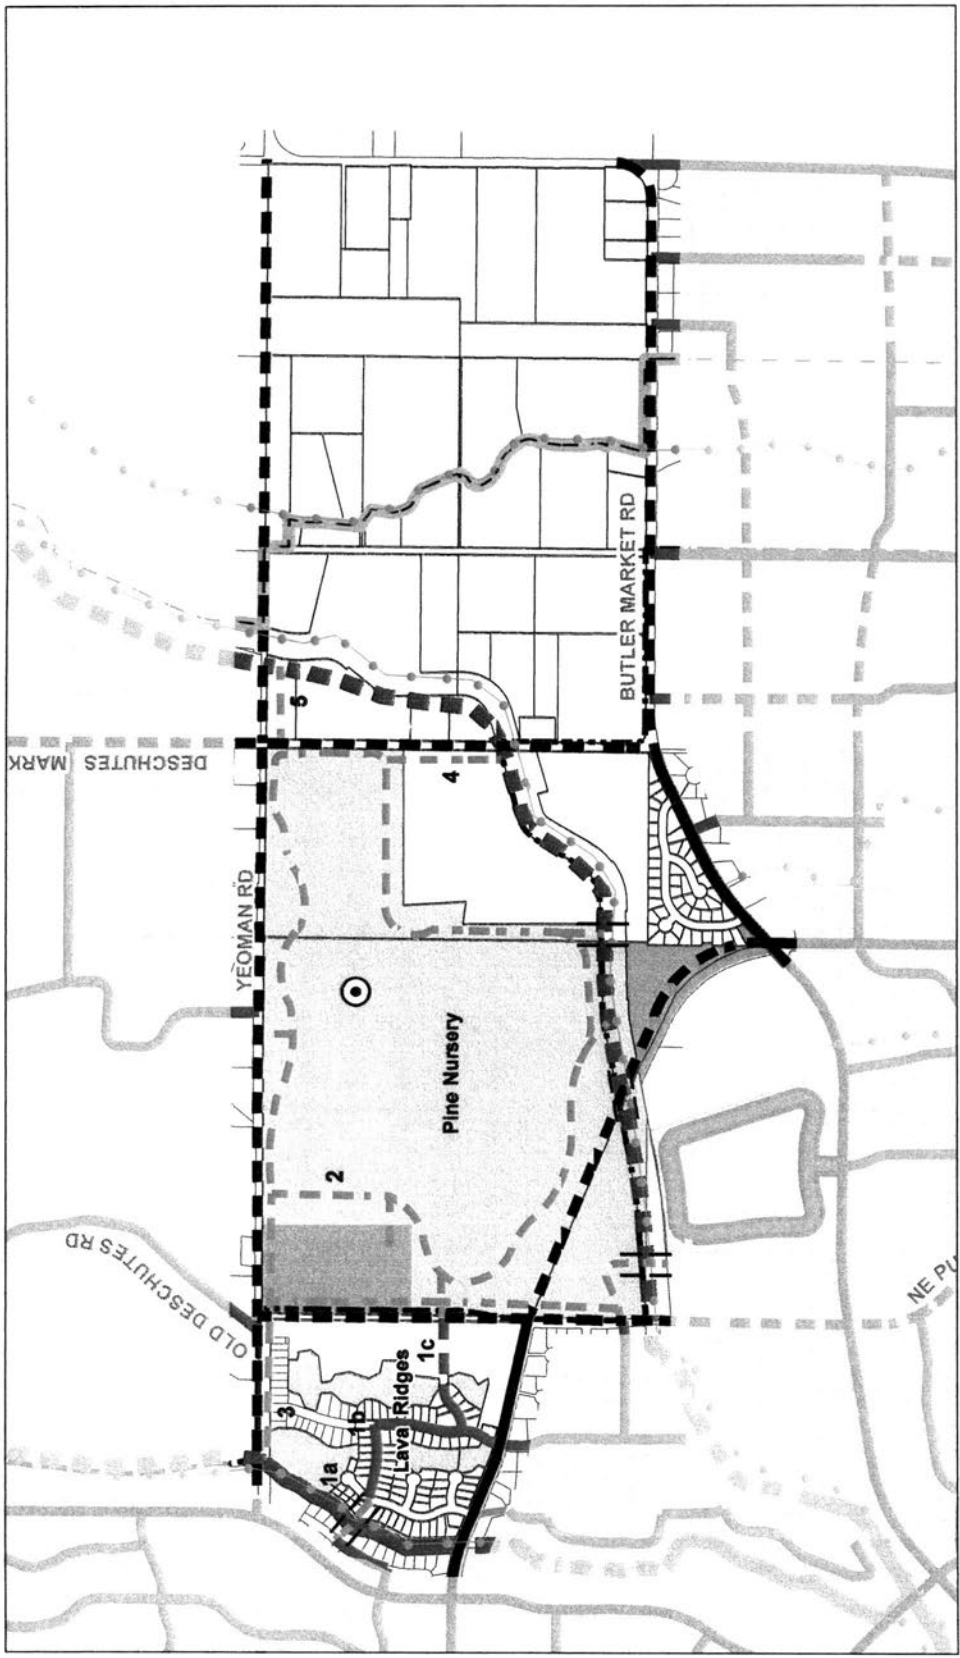 DESCHUTES
MARK
5
4
BUTLER MARKET RD
YEOMAN RD
Pine Nursery
2
OLD DESCHUTES RD
NE PU
1c
3
1b
Lava Ridges
1a